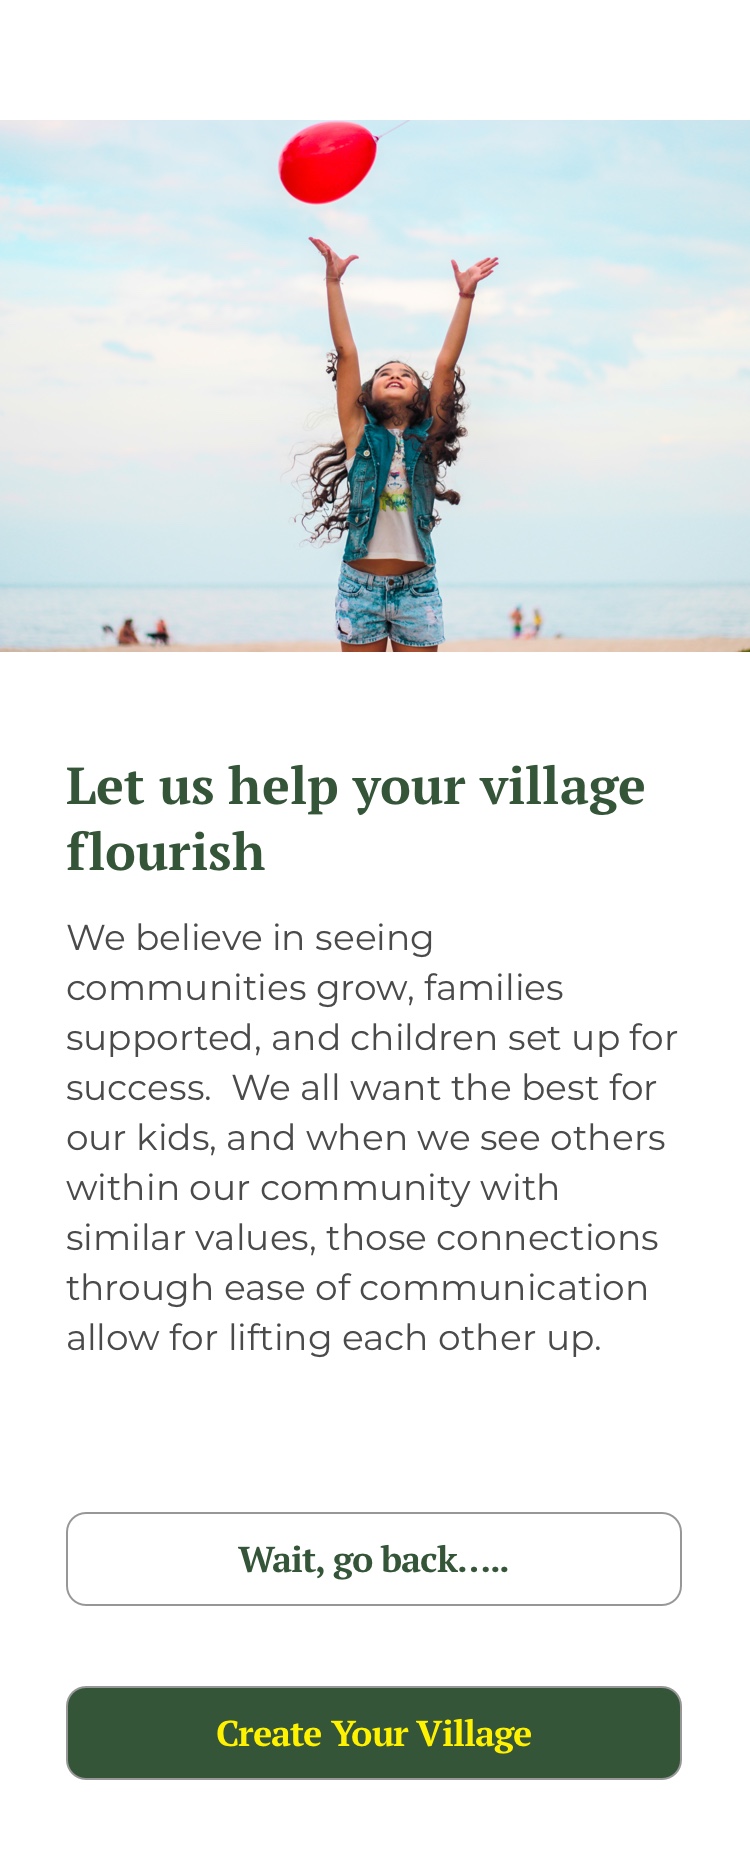 Let us help your village
flourish
We believe in seeing
communities grow, families
supported, and children set up for
success.  We all want the best for
our kids, and when we see others
within our community with
similar values, those connections
through ease of communication
allow for lifting each other up.
Wait, go back…..
Create Your Village